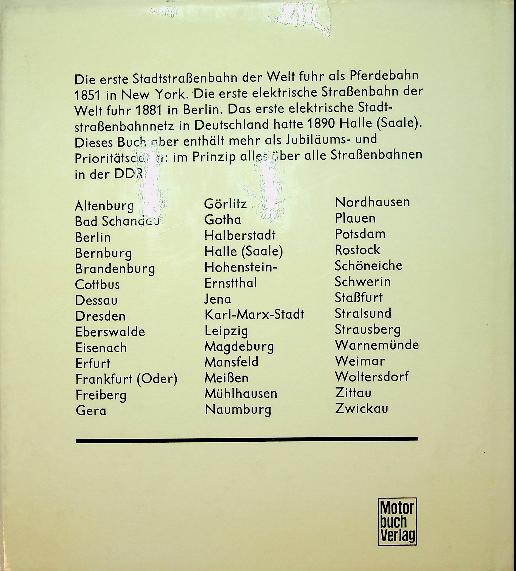 Die erste Stadtstraßenbahn der Welt fuhr als Pferdebahn
1851 in New York. Die erste elektrische Straßenbahn der
Welt fuhr 1881 in Berlin. Das erste elektrische Stadt-
straßenbahnnetz in Deutschland hatte 1890 Halle (Saale).
Dieses Buch aber enthält mehr als Jubiläums- und
im Prinzip alles über alle Straßenbahnen
in der DDR
Altenburg
Bad Schandau
Berlin
Bernburg
Brandenburg
Cottbus
Dessau
Dresden
Eberswalde
Eisenach
Erfurt
Frankfurt (Oder)
Freiberg
Gera
Görlitz
Gotha
Halberstadt
Halle (Saale)
Hohenstein-
Ernstthal
Jena
Karl-Marx-Stadt
Leipzig
Magdeburg
Mansfeld
Meißen
Mühlhausen
Naumburg
Nordhausen
Plauen
Potsdam
Rostock
Schöneiche
Schwerin
Staßfurt
Stralsund
Strausberg
Warnemünde
Weimar
Woltersdorf
Zittau
Zwickau
Motor
buch
Verlag